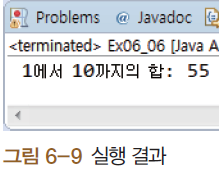 Problems @ Javadoc
<terminated> Ex06_06 [Java A
1에서 10까지의 합: 55
그림 6-9 실행 결과